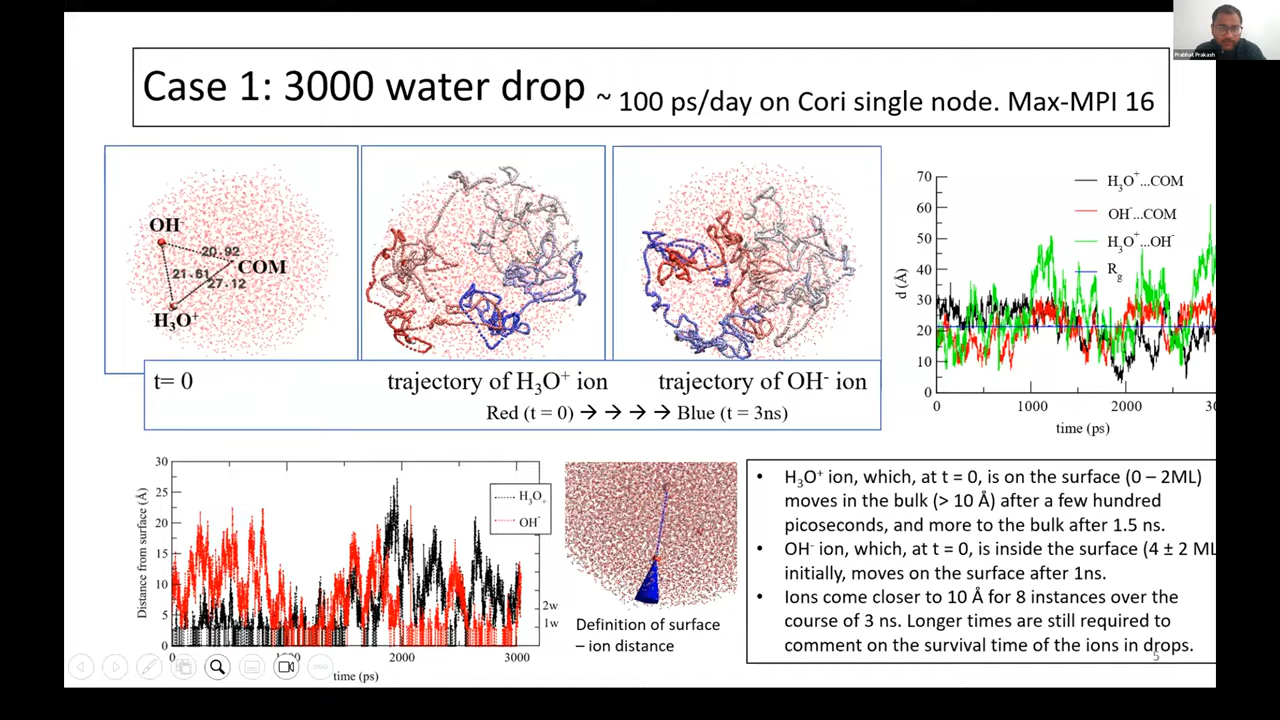 Prabhat Prakash
Case 1: 3000 water drop ~ 100 ps/day on Cori single node. Max-MPI 16
OH-
20.92
COM
21.61
27.12
H3O+
t= 0
trajectory of H3O+ ion
trajectory of OH- ion
Red (t = 0) → → → → Blue (t = 3ns)
70
60
50
40
30
20
10
0
d (Å)
H3O+...COM
OH-...COM
H3O+...OH-
Rg
0
1000
2000
30
time (ps)
30
25
20
15
10
5
0
Distance from surface (Å)
H3O+
OH-
2w
1w
0
2000
3000
time (ps)
Definition of surface
– ion distance
• H3O+ ion, which, at t = 0, is on the surface (0 – 2ML)
moves in the bulk (> 10 Å) after a few hundred
picoseconds, and more to the bulk after 1.5 ns.
• OH- ion, which, at t = 0, is inside the surface (4 ± 2 ML
initially, moves on the surface after 1ns.
• Ions come closer to 10 Å for 8 instances over the
course of 3 ns. Longer times are still required to
comment on the survival time of the ions in drops.
5